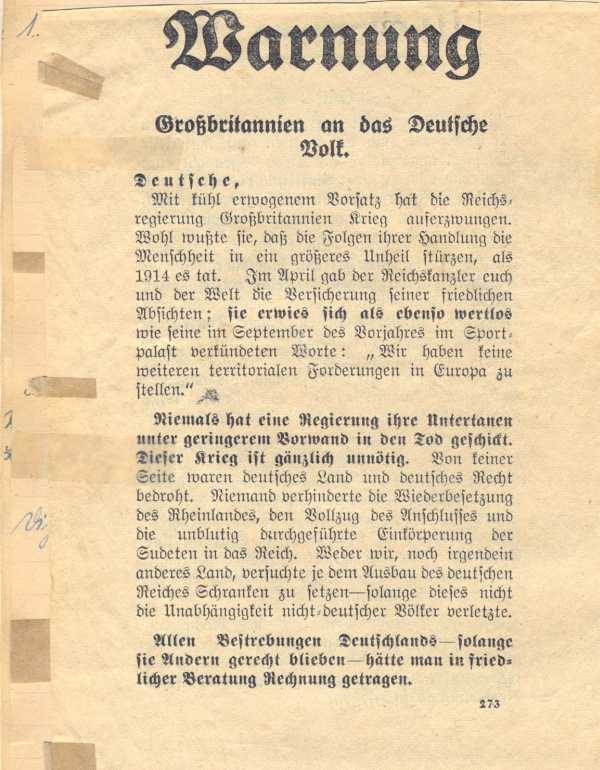 1.
Warnung
Großbritannien an das Deutsche
Volk.
Deutsche,
Mit kühl erwogenem Vorsatz hat die Reichs-
regierung Großbritannien Krieg auferzwungen.
Wohl wußte sie, daß die Folgen ihrer Handlung die
Menschheit in ein größeres Unheil stürzen, als
1914 es tat. Im April gab der Reichskanzler euch
und der Welt die Versicherung seiner friedlichen
Absichten; sie erwies sich als ebenso wertlos
wie seine im September des Vorjahres im Sport-
palast verkündeten Worte: „Wir haben keine
weiteren territorialen Forderungen in Europa zu
stellen.“
Niemals hat eine Regierung ihre Untertanen
unter geringerem Vorwand in den Tod geschickt.
Dieser Krieg ist gänzlich unnötig. Von keiner
Seite waren deutsches Land und deutsches Recht
bedroht. Niemand verhinderte die Wiederbesetzung
des Rheinlandes, den Vollzug des Anschlusses und
die unblutig durchgeführte Einkörperung der
Sudeten in das Reich. Weder wir, noch irgendein
anderes Land, versuchte je dem Ausbau des deutschen
Reiches Schranken zu setzen—solange dieses nicht
die Unabhängigkeit nicht-deutscher Völker verletzte.
Allen Bestrebungen Deutschlands—solange
sie Andern gerecht blieben—hätte man in fried-
licher Beratung Rechnung getragen.
273